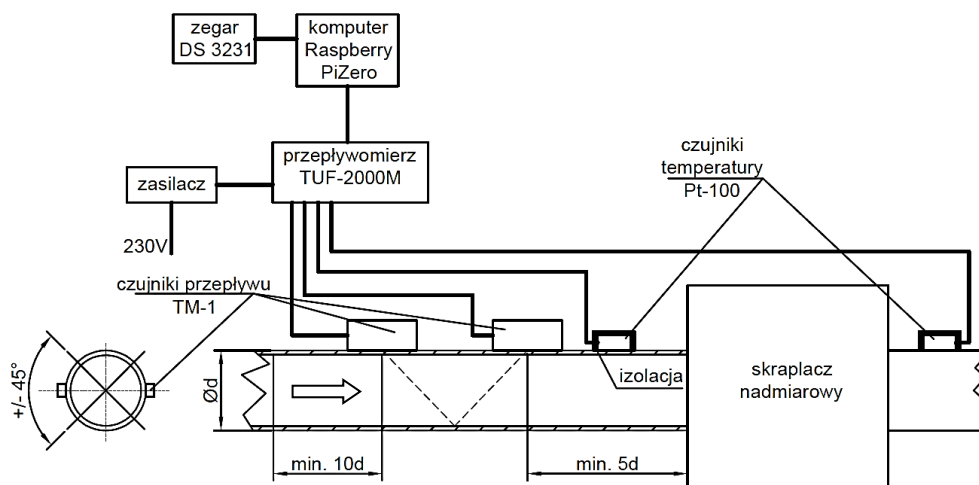 zegar
DS 3231
komputer
Raspberry
PiZero
przepływomierz
TUF-2000M
zasilacz
230V
czujniki
temperatury
Pt-100
czujniki przepływu
TM-1
+/- 45°
Ød
izolacja
skraplacz
nadmiarowy
min. 10d
min. 5d